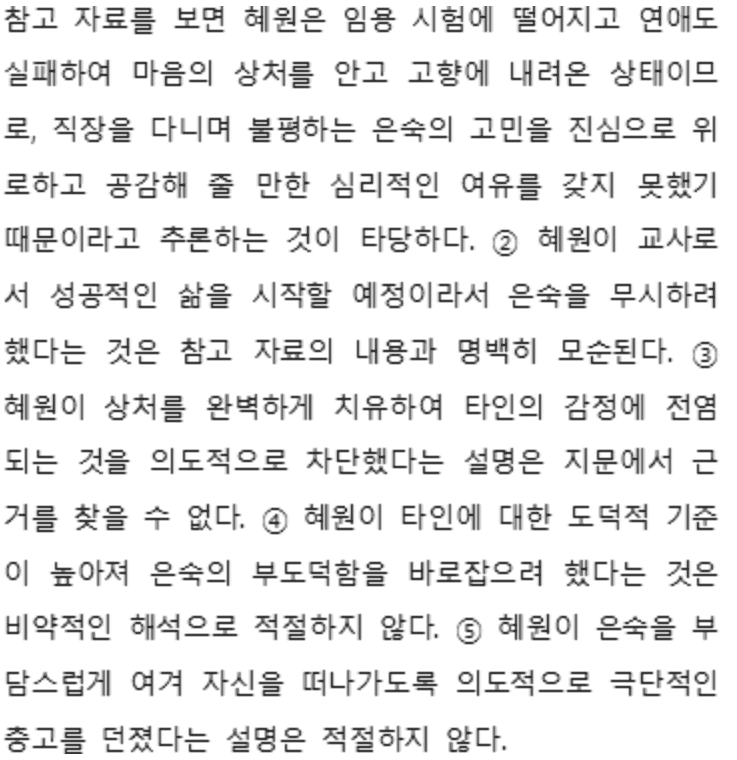 참고 자료를 보면 혜원은 임용 시험에 떨어지고 연애도
실패하여 마음의 상처를 안고 고향에 내려온 상태이므
로, 직장을 다니며 불평하는 은숙의 고민을 진심으로 위
로하고 공감해 줄 만한 심리적인 여유를 갖지 못했기
때문이라고 추론하는 것이 타당하다. ② 혜원이 교사로
서 성공적인 삶을 시작할 예정이라서 은숙을 무시하려
했다는 것은 참고 자료의 내용과 명백히 모순된다. ③
혜원이 상처를 완벽하게 치유하여 타인의 감정에 전염
되는 것을 의도적으로 차단했다는 설명은 지문에서 근
거를 찾을 수 없다. ④ 혜원이 타인에 대한 도덕적 기준
이 높아져 은숙의 부도덕함을 바로잡으려 했다는 것은
비약적인 해석으로 적절하지 않다. ⑤ 혜원이 은숙을 부
담스럽게 여겨 자신을 떠나가도록 의도적으로 극단적인
충고를 던졌다는 설명은 적절하지 않다.